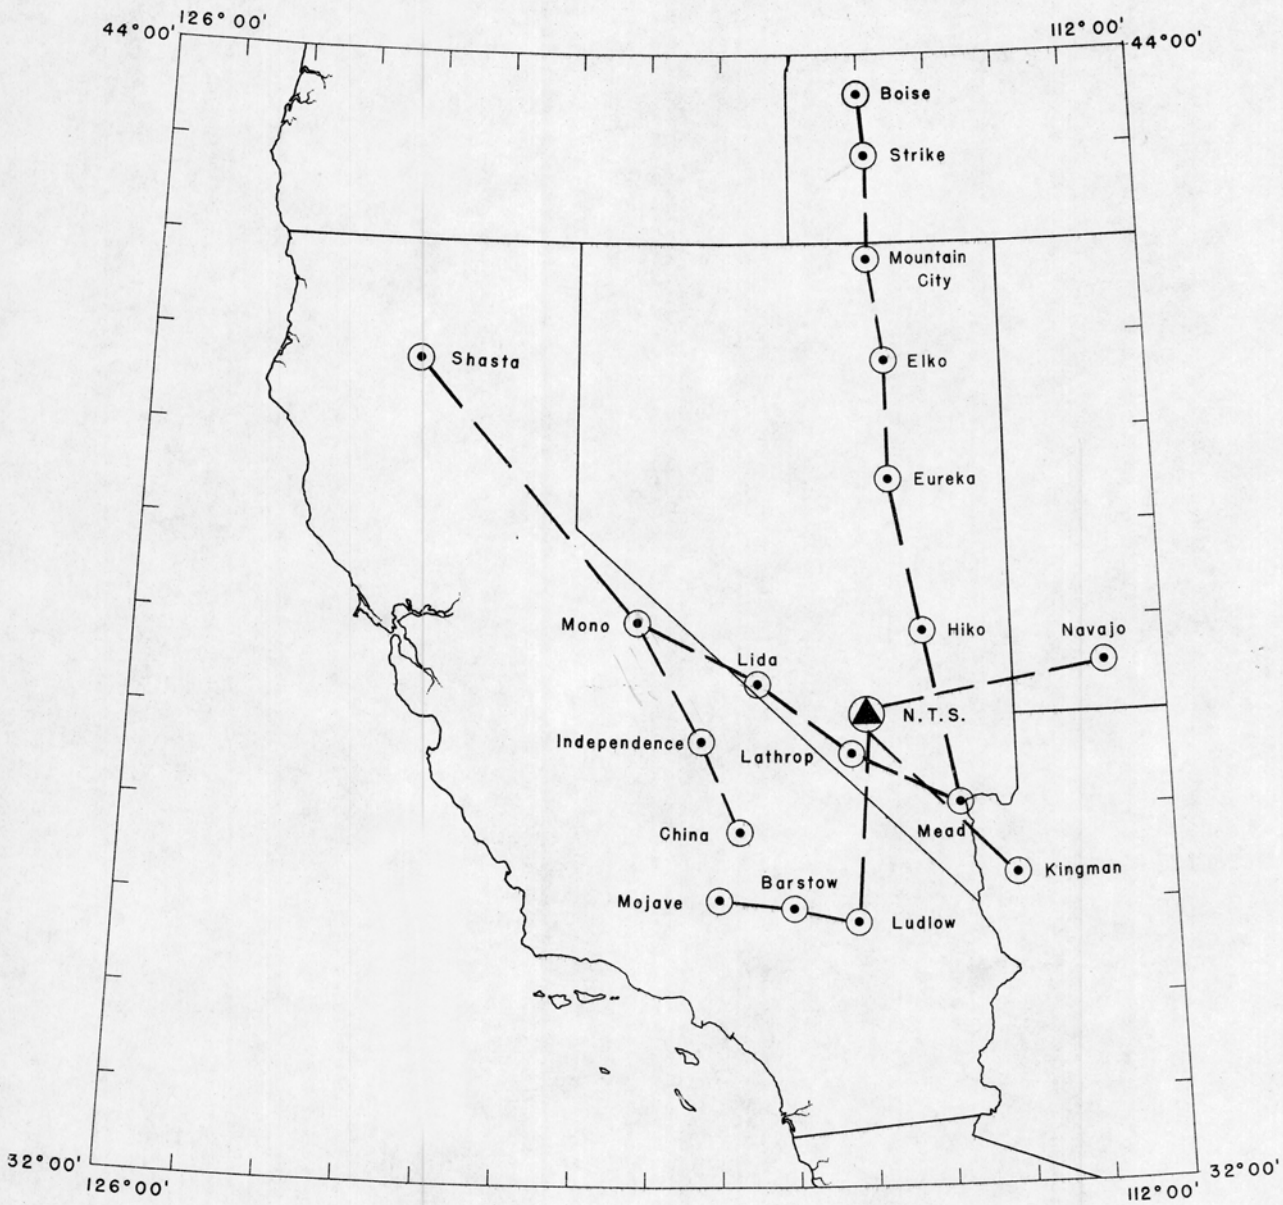 126° 00'
44° 00'
112° 00'
44° 00'
Boise
Strike
Mountain
City
Shasta
Elko
Eureka
Mono
Hiko
Navajo
Lida
N.T.S.
Independence
Lathrop
China
Mead
Kingman
Barstow
Mojave
Ludlow
32° 00'
126° 00'
32° 00'
112° 00'